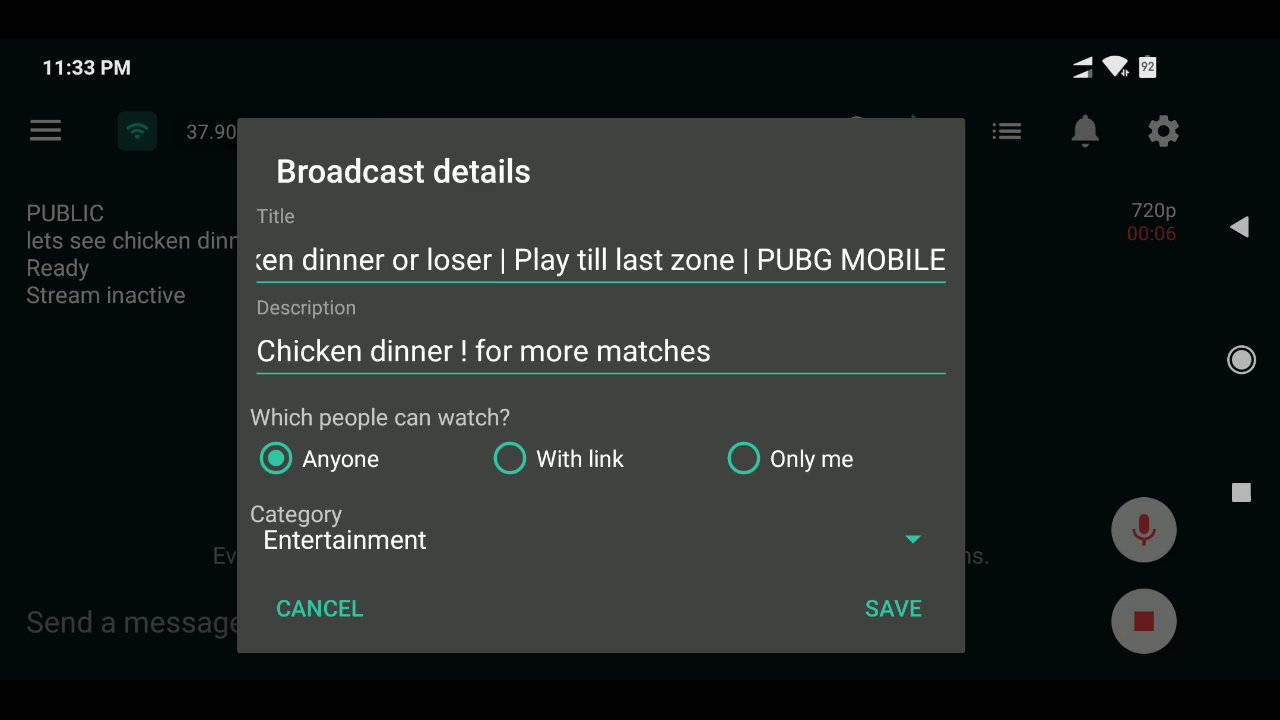 11:33 PM
92
37.90
Broadcast details
PUBLIC
lets see chicken dinn
Ready
Stream inactive
720p
00:06
Title
ken dinner or loser | Play till last zone | PUBG MOBILE
Description
Chicken dinner ! for more matches
Which people can watch?
Anyone
With link
Only me
Category
Entertainment
CANCEL
SAVE
Send a message